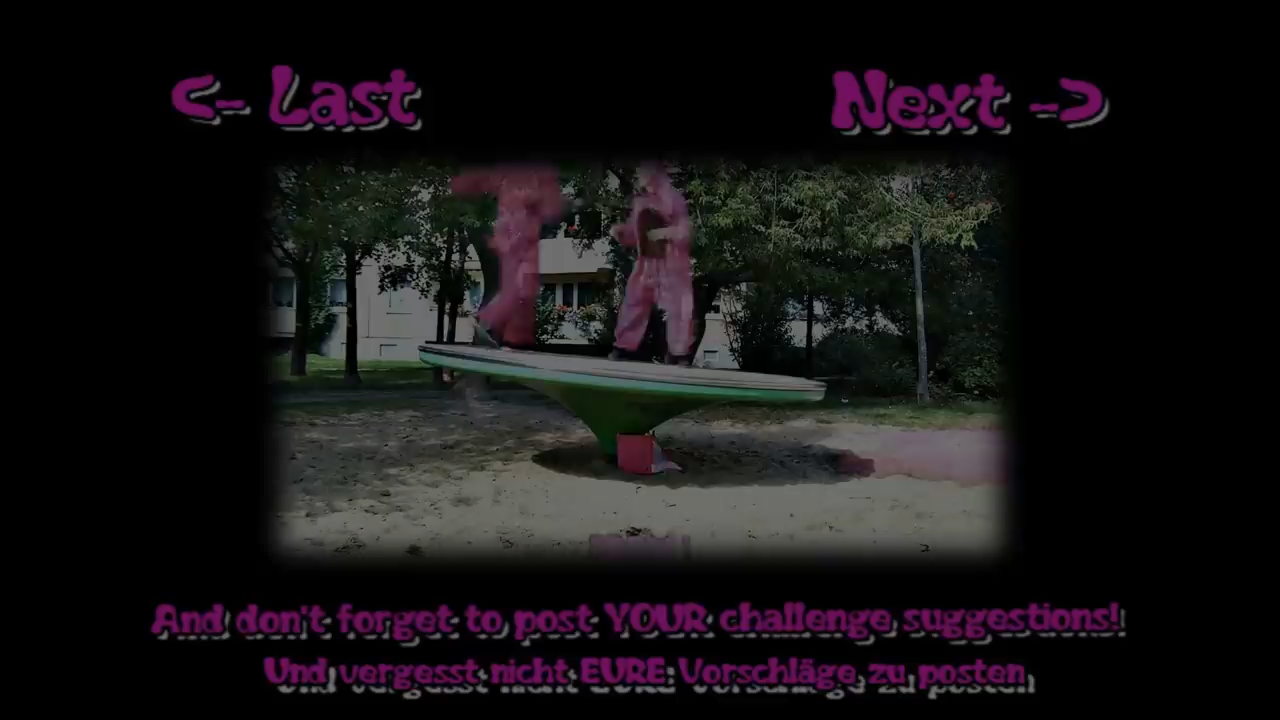 <- Last
Next ->
And don't forget to post YOUR challenge suggestions!
Und vergesst nicht EURE Vorschläge zu posten